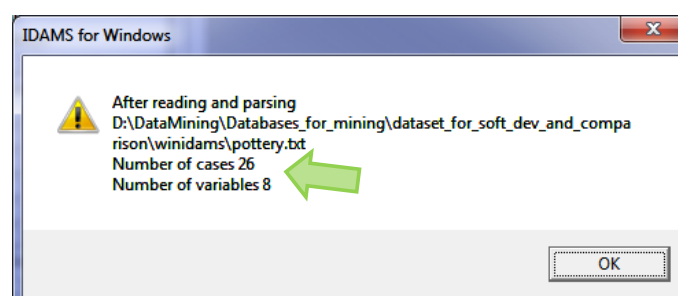 IDAMS for Windows
x
After reading and parsing
D:\DataMining\Databases_for_mining\dataset_for_soft_dev_and_compa
rison\winidams\pottery.txt
Number of cases 26
Number of variables 8
OK